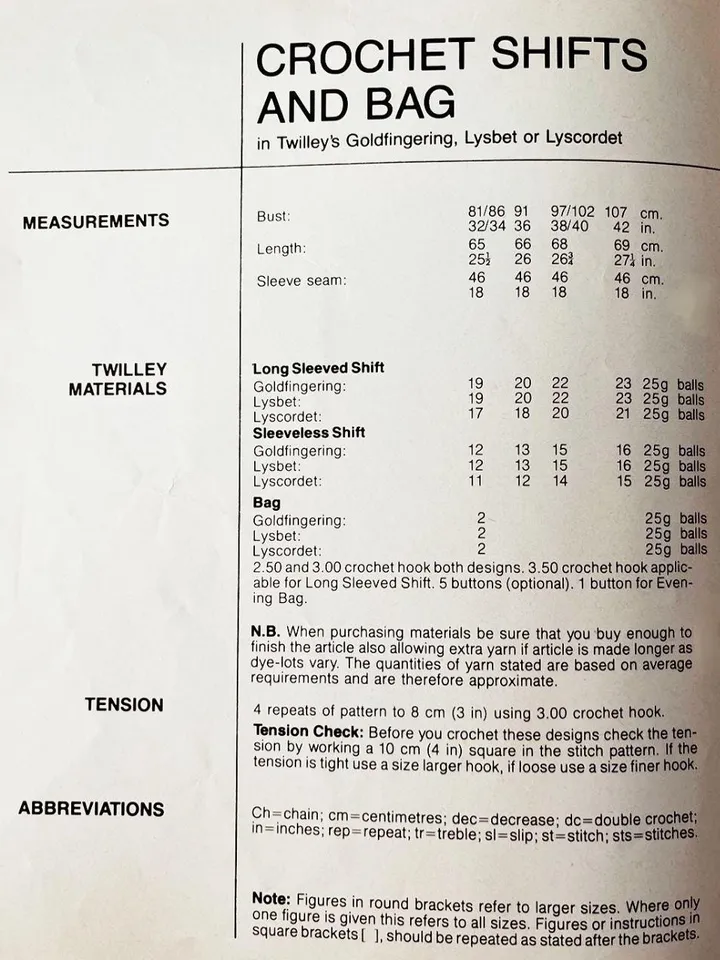 CROCHET SHIFTS
AND BAG
in Twilley's Goldfingering, Lysbet or Lyscordet
MEASUREMENTS
Bust: 81/86 91 97/102 107 cm.
32/34 36 38/40 42 in.
Length: 65 66 68 69 cm.
25½ 26 26¾ 27¼ in.
Sleeve seam: 46 46 46 46 cm.
18 18 18 18 in.
TWILLEY
MATERIALS
Long Sleeved Shift
Goldfingering: 19 20 22 23 25g balls
Lysbet: 19 20 22 23 25g balls
Lyscordet: 17 18 20 21 25g balls
Sleeveless Shift
Goldfingering: 12 13 15 16 25g balls
Lysbet: 12 13 15 16 25g balls
Lyscordet: 11 12 14 15 25g balls
Bag
Goldfingering: 2 25g balls
Lysbet: 2 25g balls
Lyscordet: 2 25g balls
2.50 and 3.00 crochet hook both designs. 3.50 crochet hook applic-
able for Long Sleeved Shift. 5 buttons (optional). 1 button for Even-
ing Bag.
N.B. When purchasing materials be sure that you buy enough to
finish the article also allowing extra yarn if article is made longer as
dye-lots vary. The quantities of yarn stated are based on average
requirements and are therefore approximate.
TENSION
4 repeats of pattern to 8 cm (3 in) using 3.00 crochet hook.
Tension Check: Before you crochet these designs check the ten-
sion by working a 10 cm (4 in) square in the stitch pattern. If the
tension is tight use a size larger hook, if loose use a size finer hook.
ABBREVIATIONS
Ch=chain; cm=centimetres; dec=decrease; dc=double crochet;
in=inches; rep=repeat; tr=treble; sl=slip; st=stitch; sts=stitches.
Note: Figures in round brackets refer to larger sizes. Where only
one figure is given this refers to all sizes. Figures or instructions in
square brackets [ ], should be repeated as stated after the brackets.